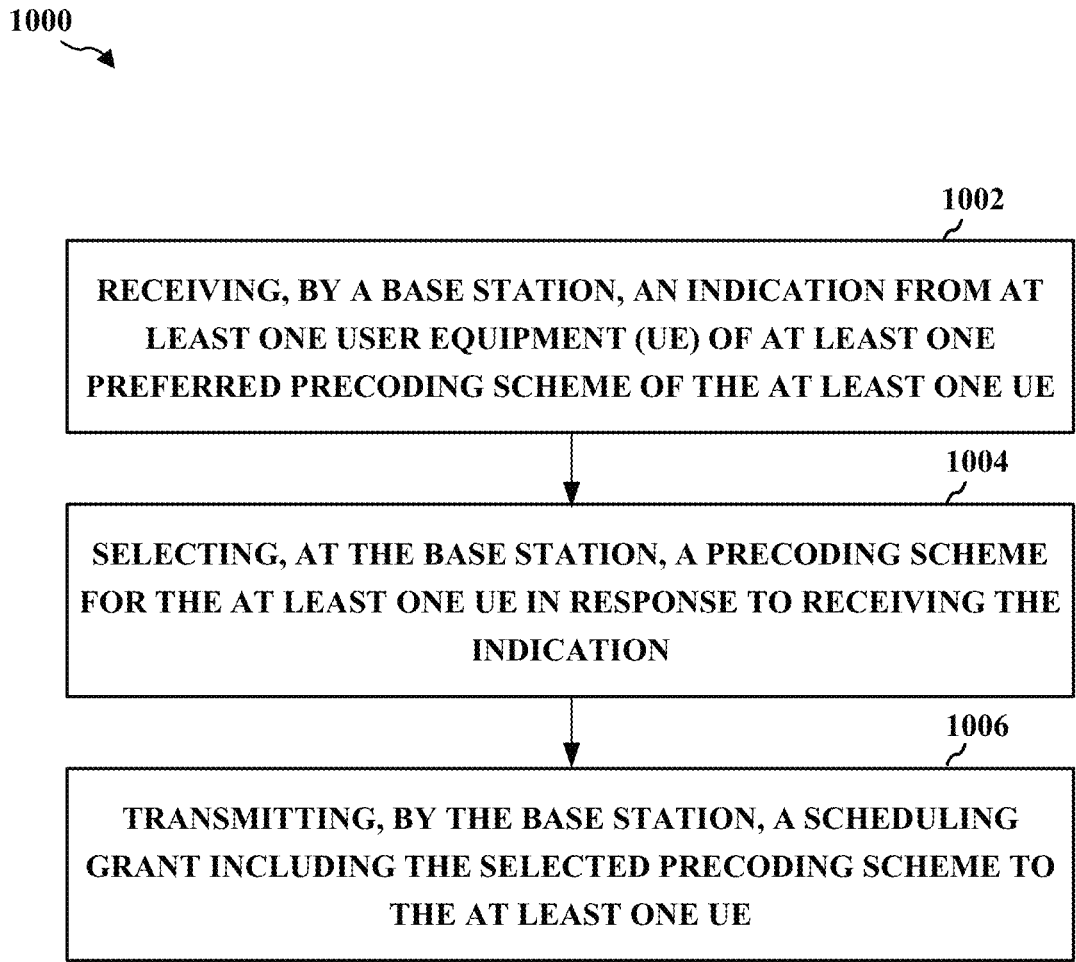 1000
1002
RECEIVING, BY A BASE STATION, AN INDICATION FROM AT
LEAST ONE USER EQUIPMENT (UE) OF AT LEAST ONE
PREFERRED PRECODING SCHEME OF THE AT LEAST ONE UE
1004
SELECTING, AT THE BASE STATION, A PRECODING SCHEME
FOR THE AT LEAST ONE UE IN RESPONSE TO RECEIVING THE
INDICATION
1006
TRANSMITTING, BY THE BASE STATION, A SCHEDULING
GRANT INCLUDING THE SELECTED PRECODING SCHEME TO
THE AT LEAST ONE UE